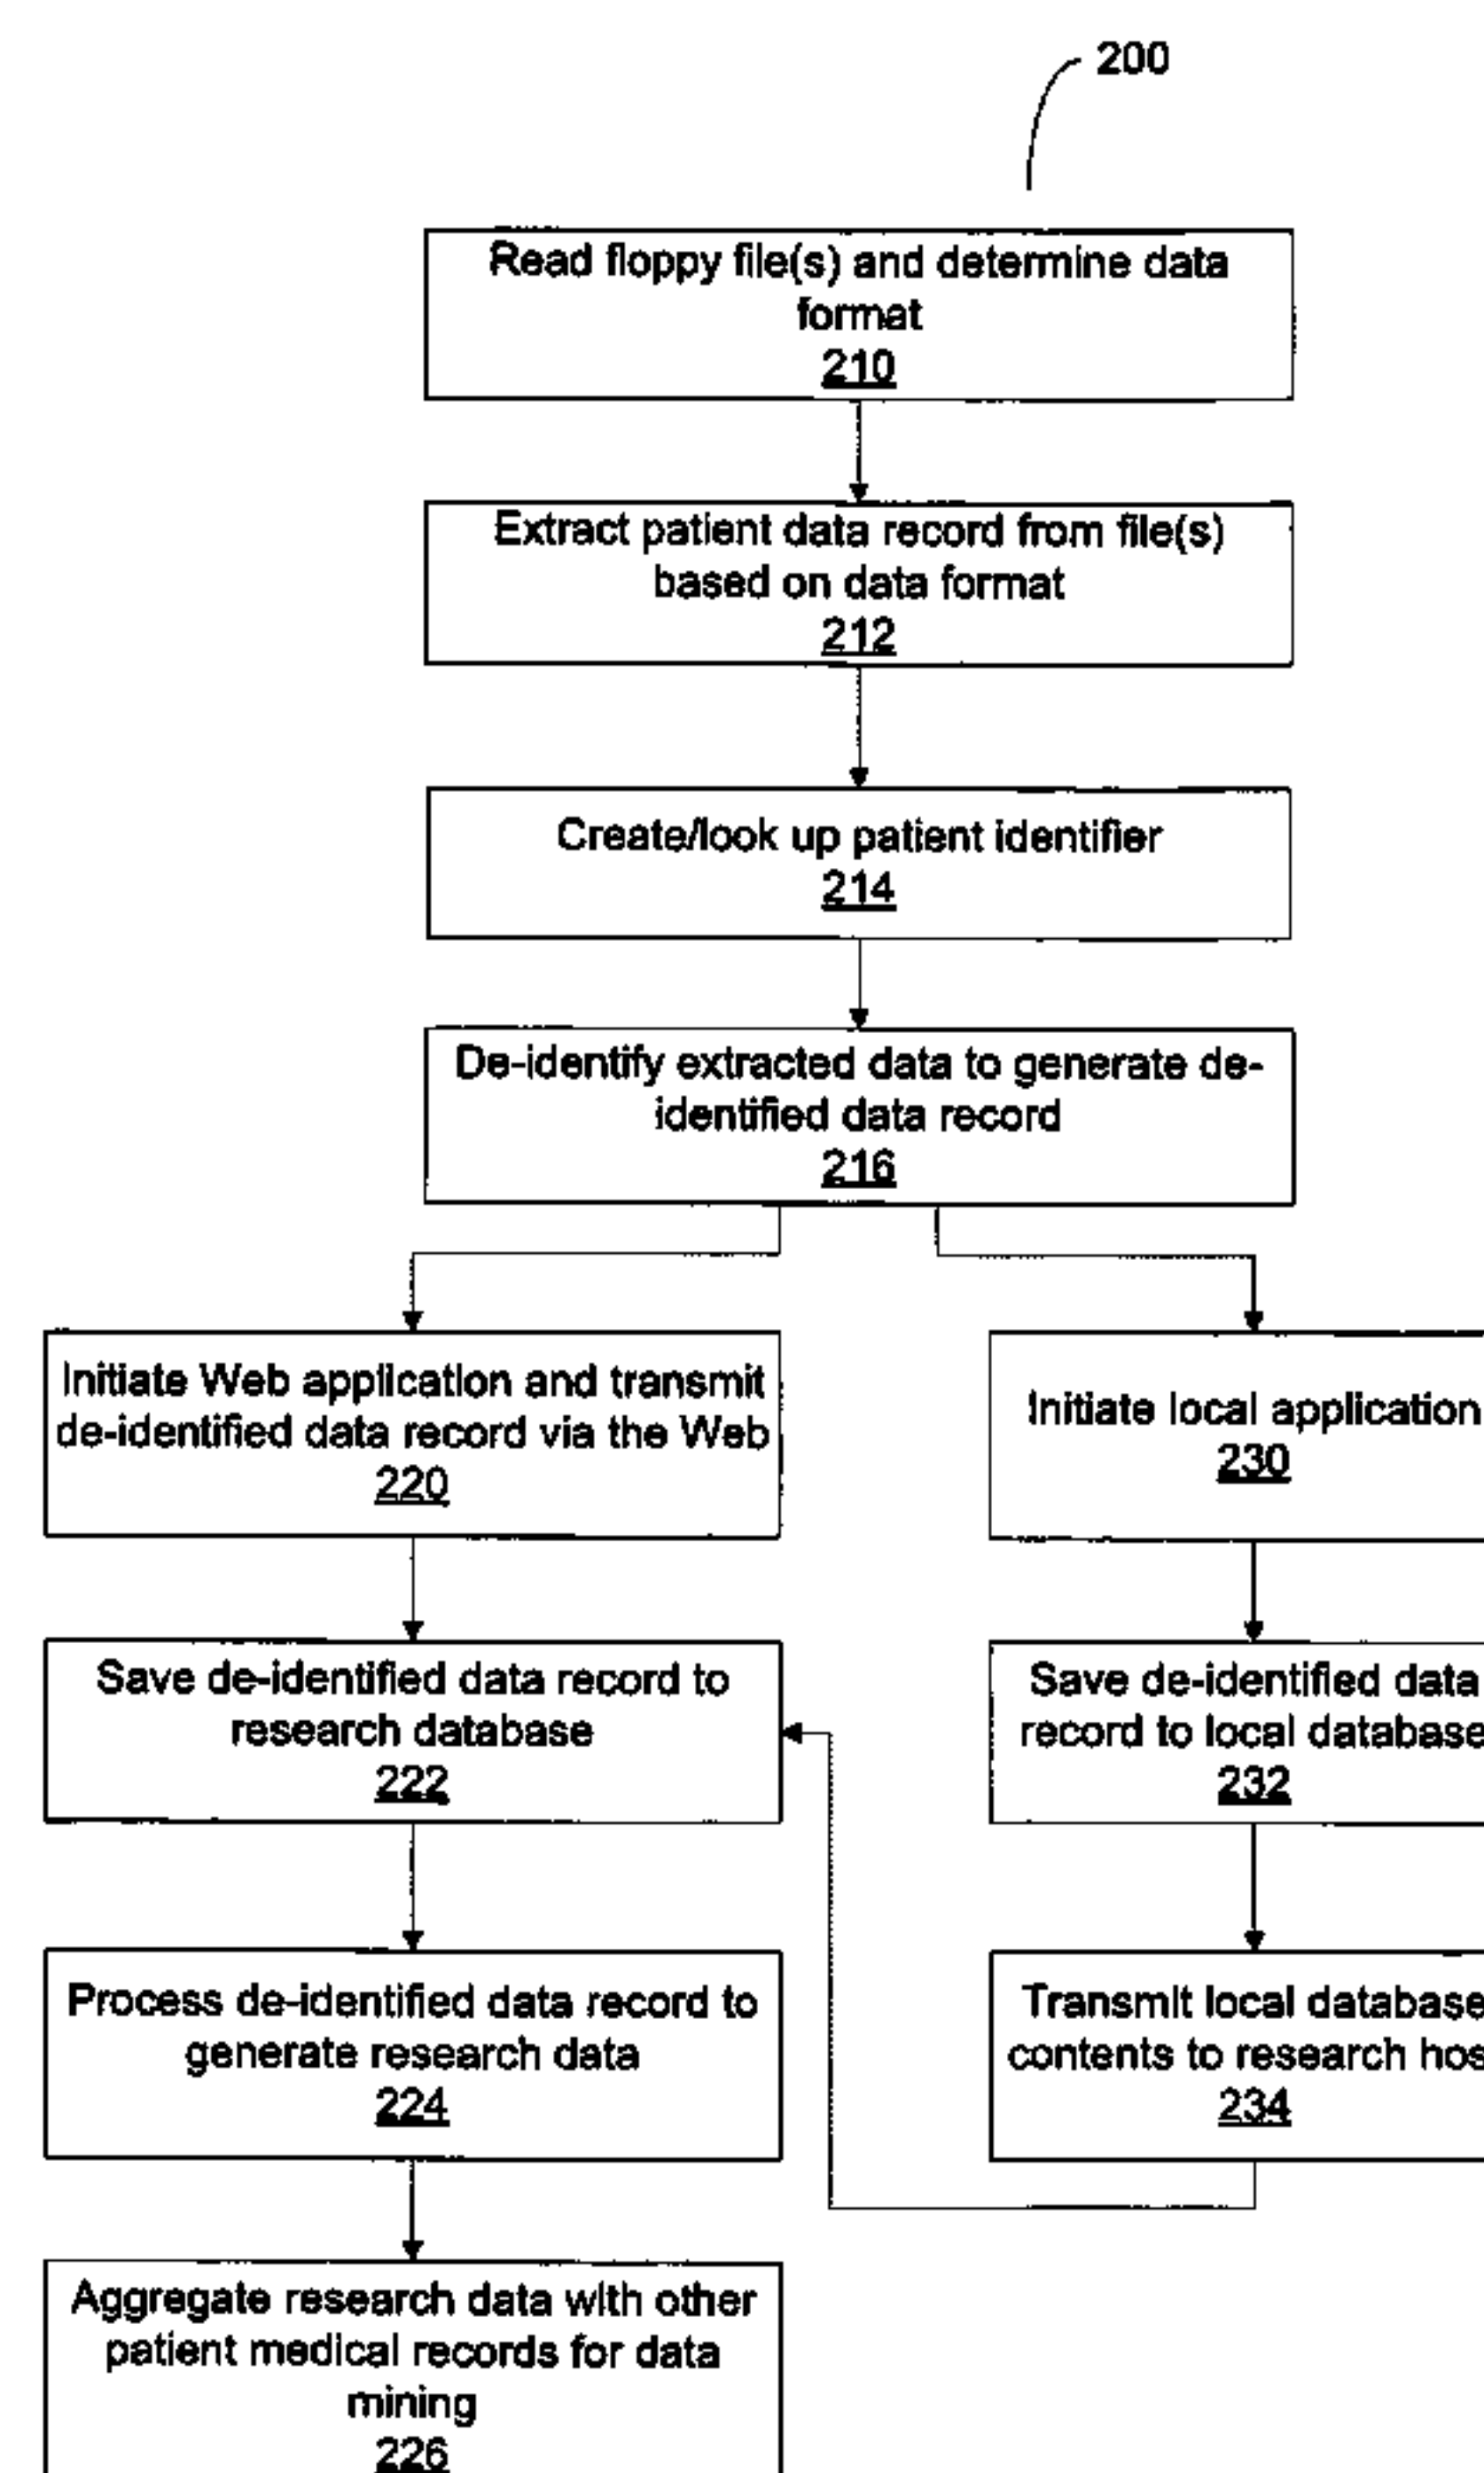 200
Read floppy file(s) and determine data
format
210
Extract patient data record from file(s)
based on data format
212
Create/look up patient identifier
214
De-identify extracted data to generate de-
identified data record
216
Initiate Web application and transmit
de-identified data record via the Web
220
Initiate local application
230
Save de-identified data record to
research database
222
Save de-identified data
record to local database
232
Process de-identified data record to
generate research data
224
Transmit local database
contents to research hos
234
Aggregate research data with other
patient medical records for data
mining
226